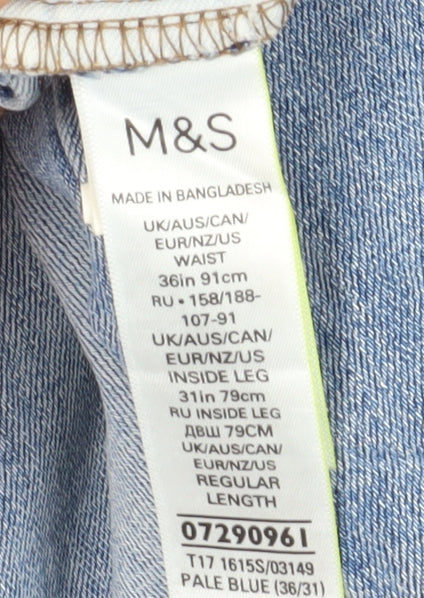 M&S
MADE IN BANGLADESH
UK/AUS/CAN/
EUR/NZ/US
WAIST
36in 91cm
RU • 158/188-
107-91
UK/AUS/CAN/
EUR/NZ/US
INSIDE LEG
31in 79cm
RU INSIDE LEG
ДВШ 79CM
UK/AUS/CAN/
EUR/NZ/US
REGULAR
LENGTH
07290961
T17 1615S/03149
PALE BLUE (36/31)